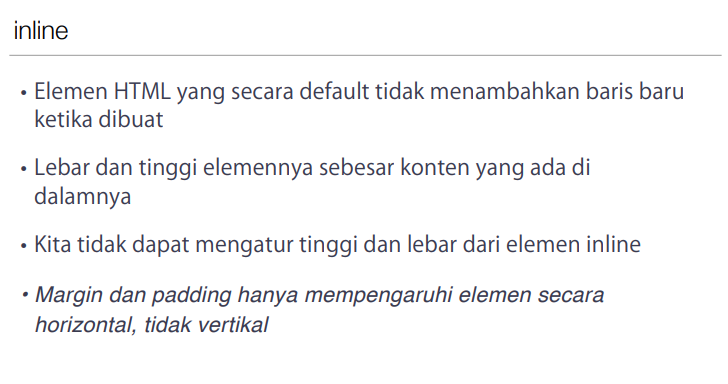 inline
• Elemen HTML yang secara default tidak menambahkan baris baru
ketika dibuat
• Lebar dan tinggi elemennya sebesar konten yang ada di
dalamnya
• Kita tidak dapat mengatur tinggi dan lebar dari elemen inline
• Margin dan padding hanya mempengaruhi elemen secara
horizontal, tidak vertikal